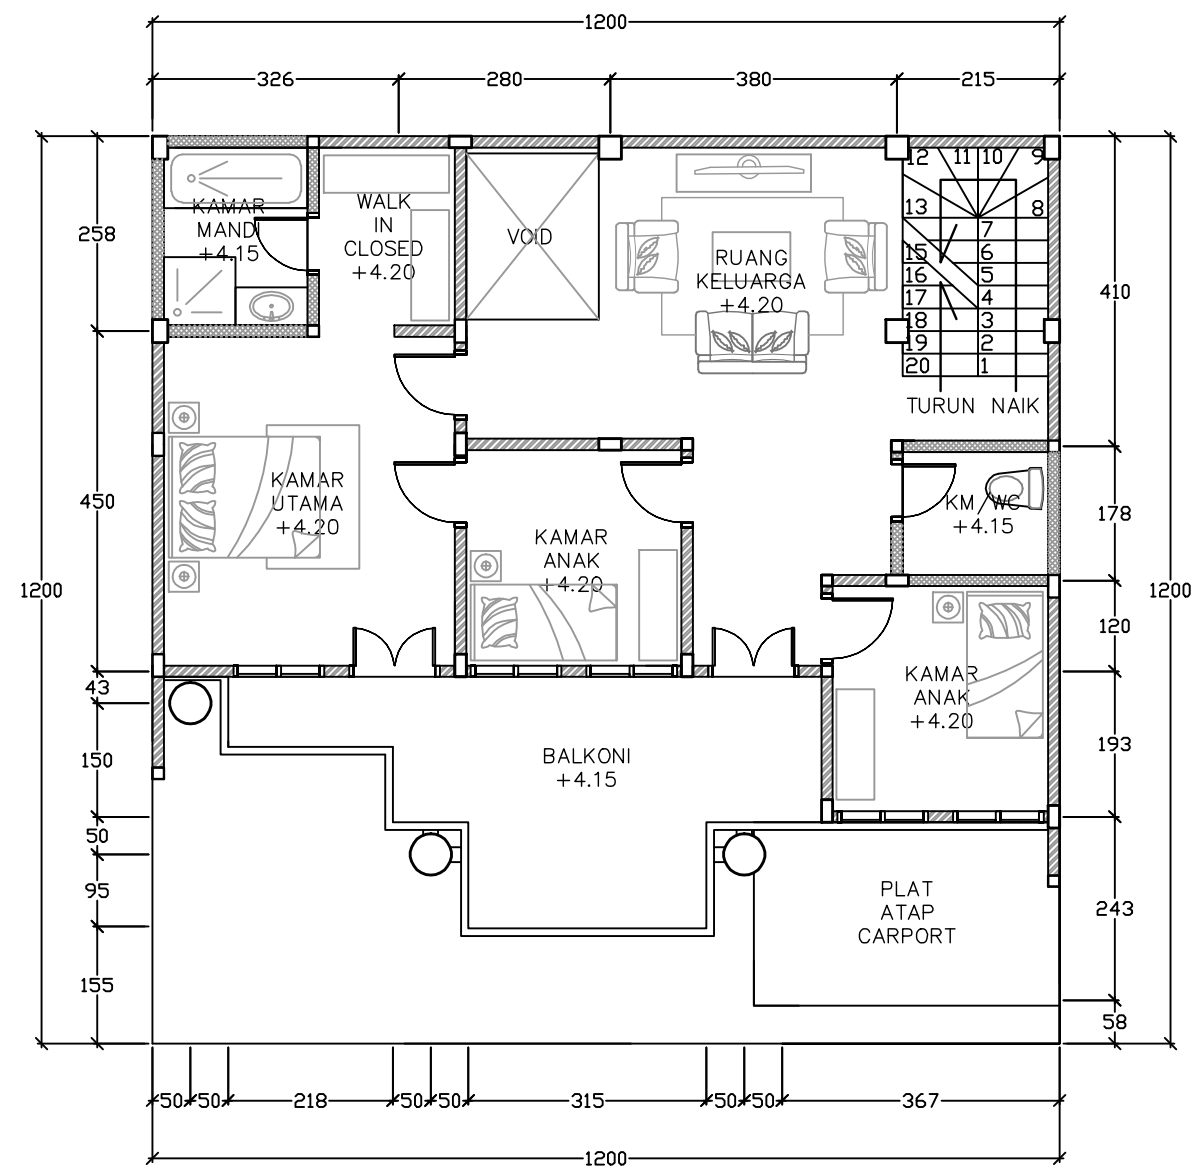 1200
326
280
380
215
12
11
10
9
KAMAR
MANDI
+4.15
WALK
IN
CLOSED
+4.20
VOID
RUANG
KELUARGA
+4.20
13
8
7
15
6
16
5
17
4
18
3
19
2
20
1
TURUN
NAIK
258
410
450
KAMAR
UTAMA
+4.20
KAMAR
ANAK
+4.20
KM/WC
+4.15
178
1200
1200
120
43
KAMAR
ANAK
+4.20
150
BALKONI
+4.15
193
50
95
PLAT
ATAP
CARPORT
243
155
58
50
50
218
50
50
315
50
50
367
1200